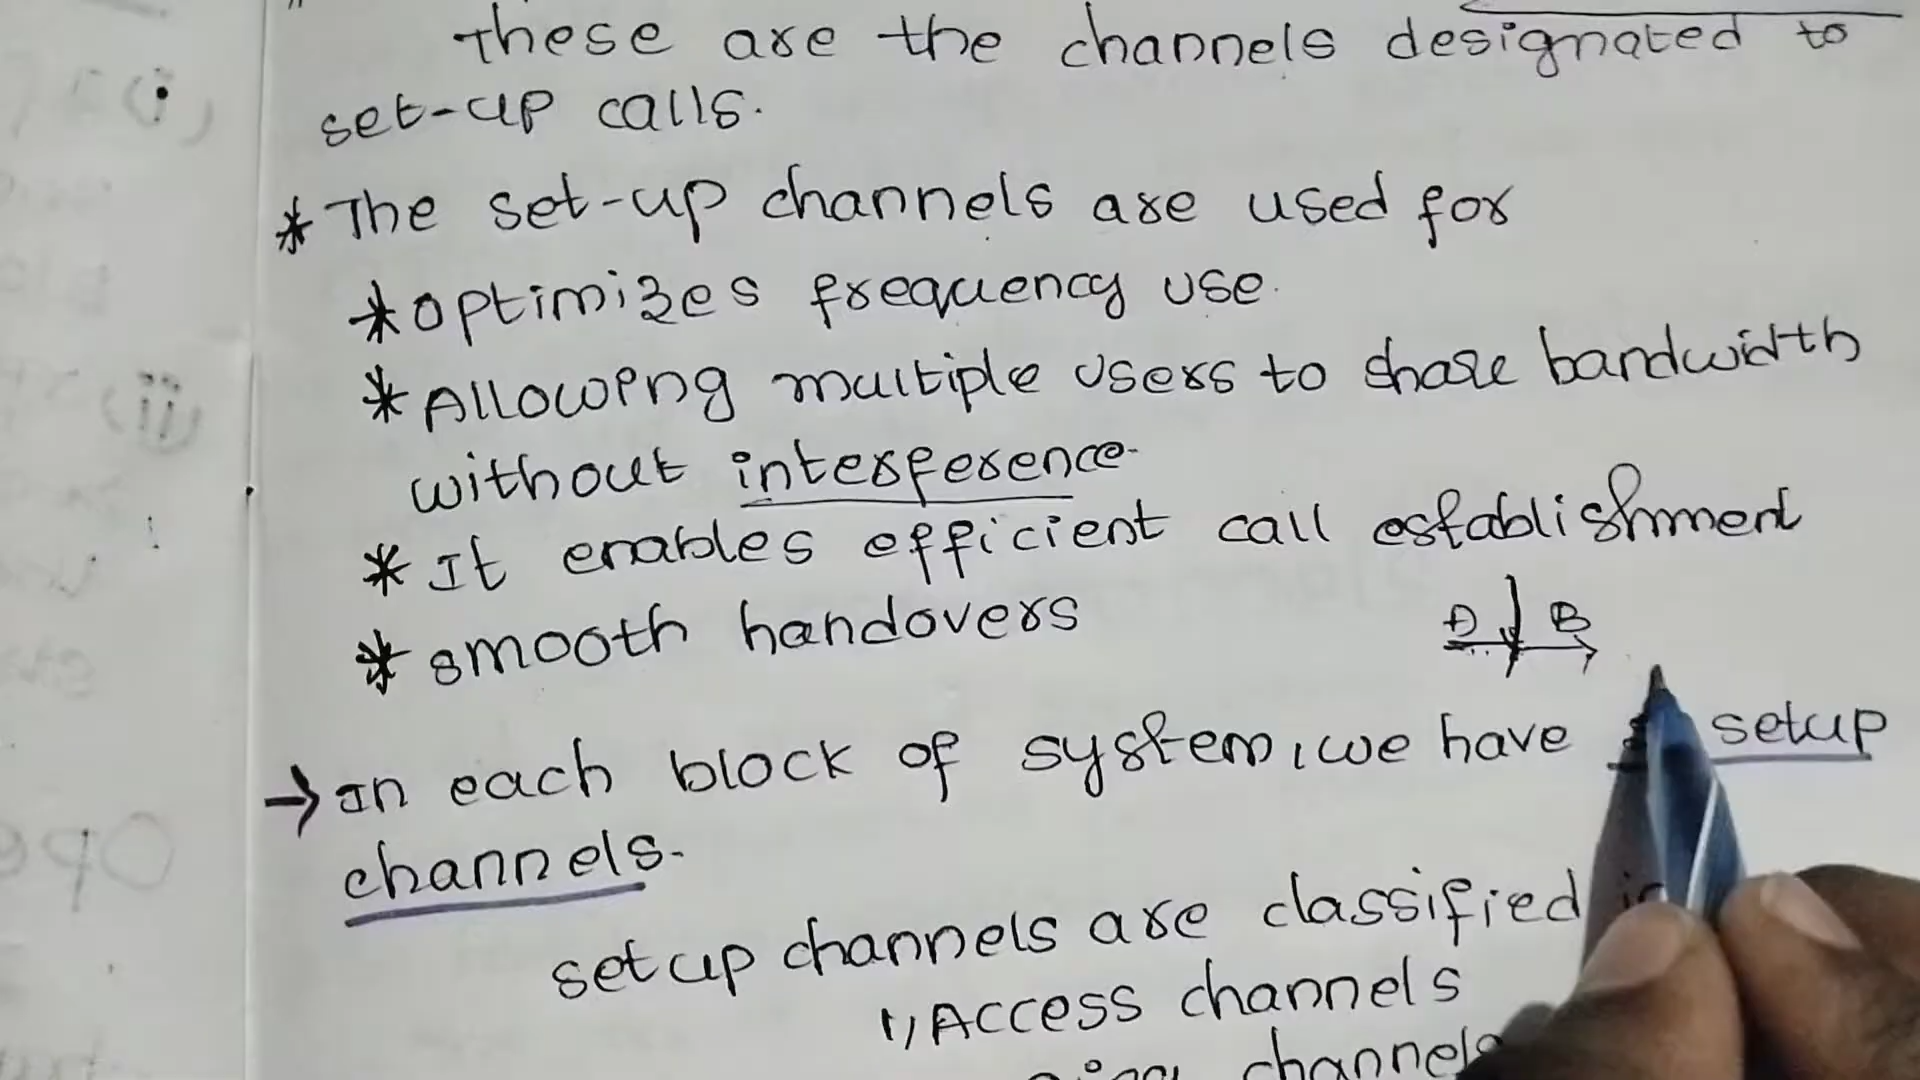 These are the channels designated to
set-up calls.
* The set-up channels are used for
* optimizes frequency use.
* Allowing multiple users to share bandwidth
without interference.
* It enables efficient call establishment
* smooth handovers
A B
→ In each block of system, we have setup
channels.
setup channels are classified
1) Access channels
channels
(i)
(ii)